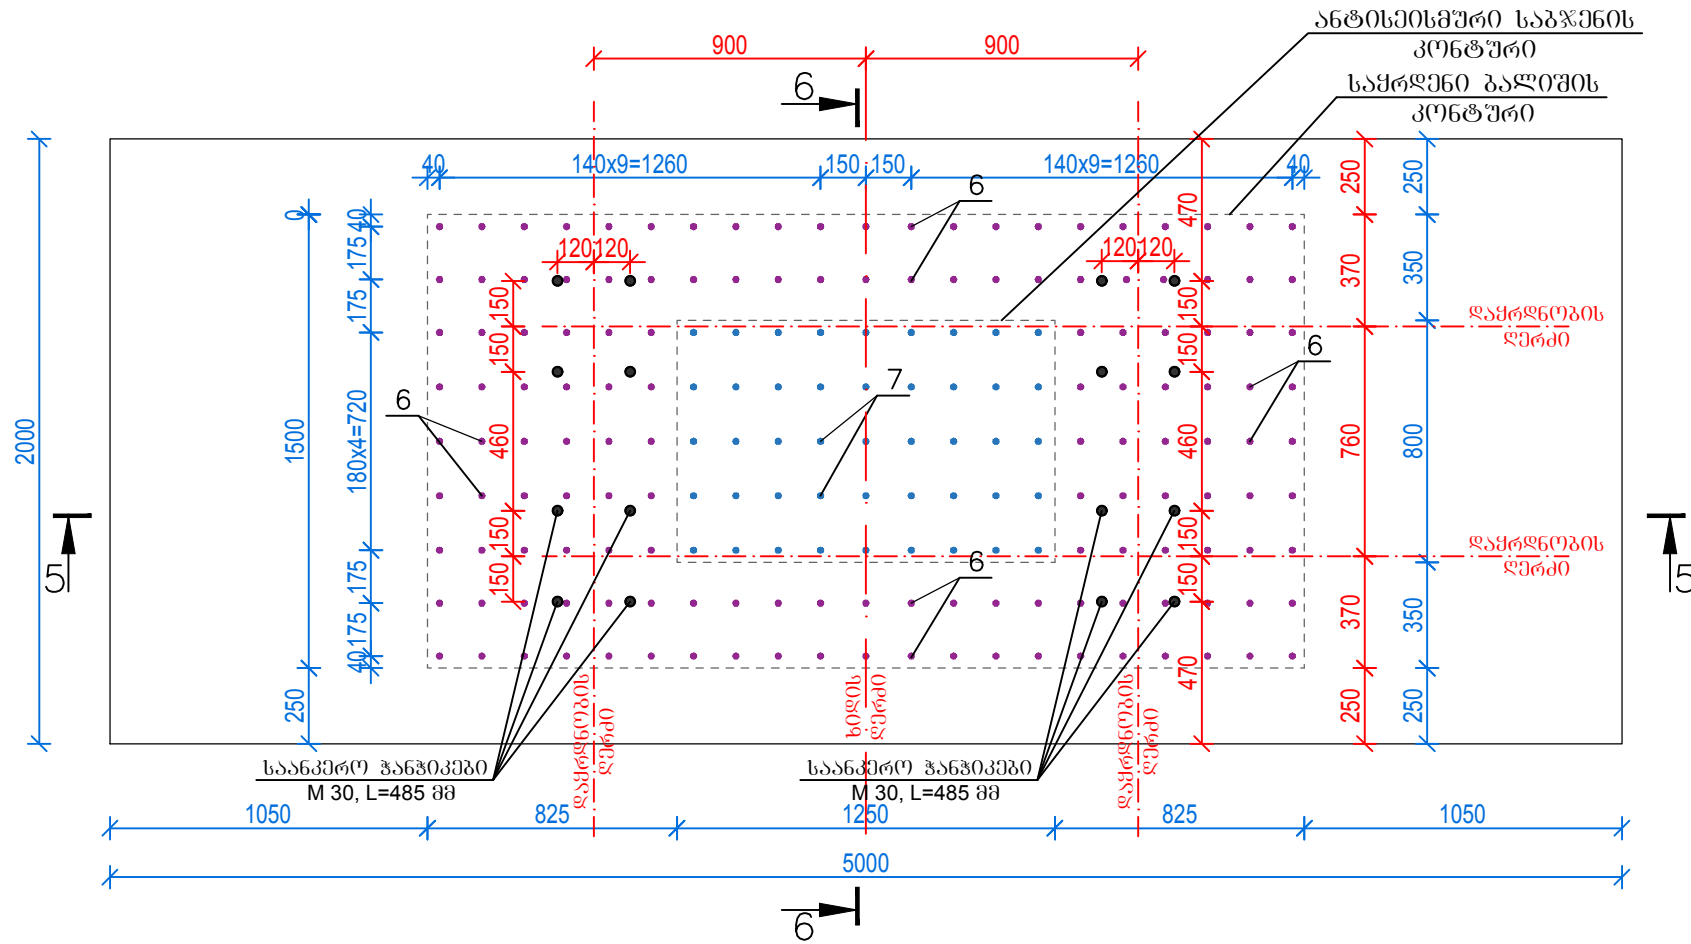 ანტისეისმური საბჯენის
კონტური
საყრდენი ბალიშის
კონტური
900
900
6
40
140x9=1260
150
150
140x9=1260
40
6
250
250
470
0
40
175
120
120
120
120
370
350
175
150
150
დაყრდნობის
ღერძი
150
150
6
7
6
2000
1500
180x4=720
460
460
760
800
5
5
150
150
დაყრდნობის
ღერძი
175
150
150
6
370
350
175
40
470
250
250
250
დაყრდნობის
ღერძი
ხიდის
ღერძი
დაყრდნობის
ღერძი
საანკერო ჭანჭიკები
M 30, L=485 მმ
საანკერო ჭანჭიკები
M 30, L=485 მმ
1050
825
1250
825
1050
5000
6